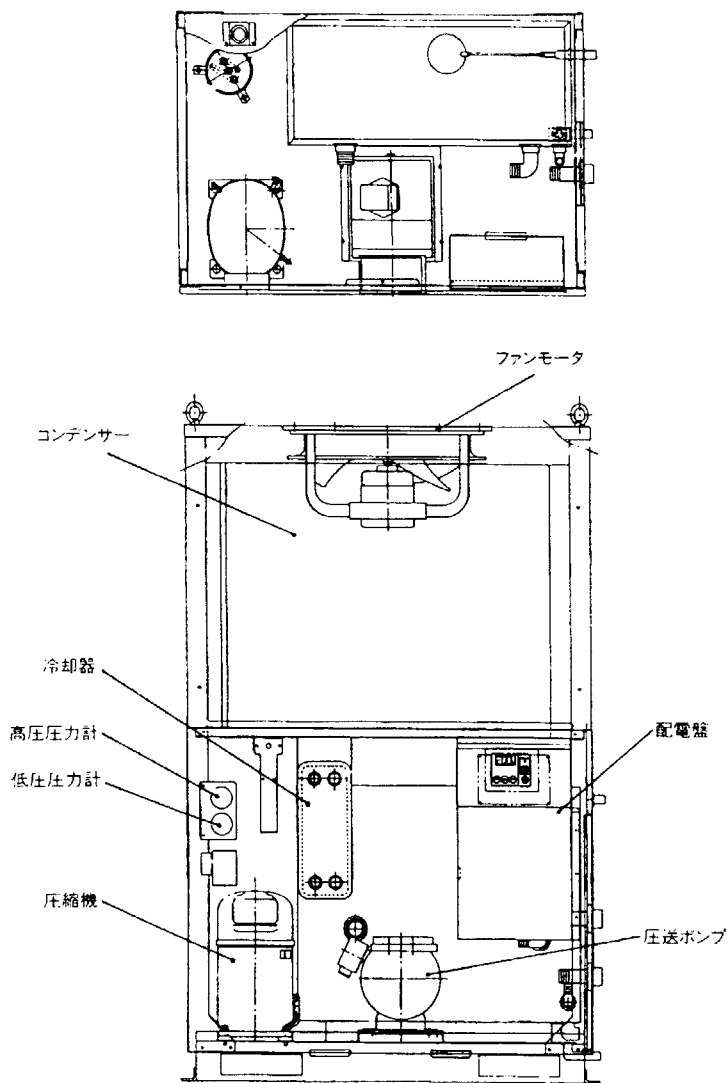 ファンモータ
コンデンサー
冷却器
高圧圧力計
配電盤
低圧圧力計
圧縮機
圧送ポンプ